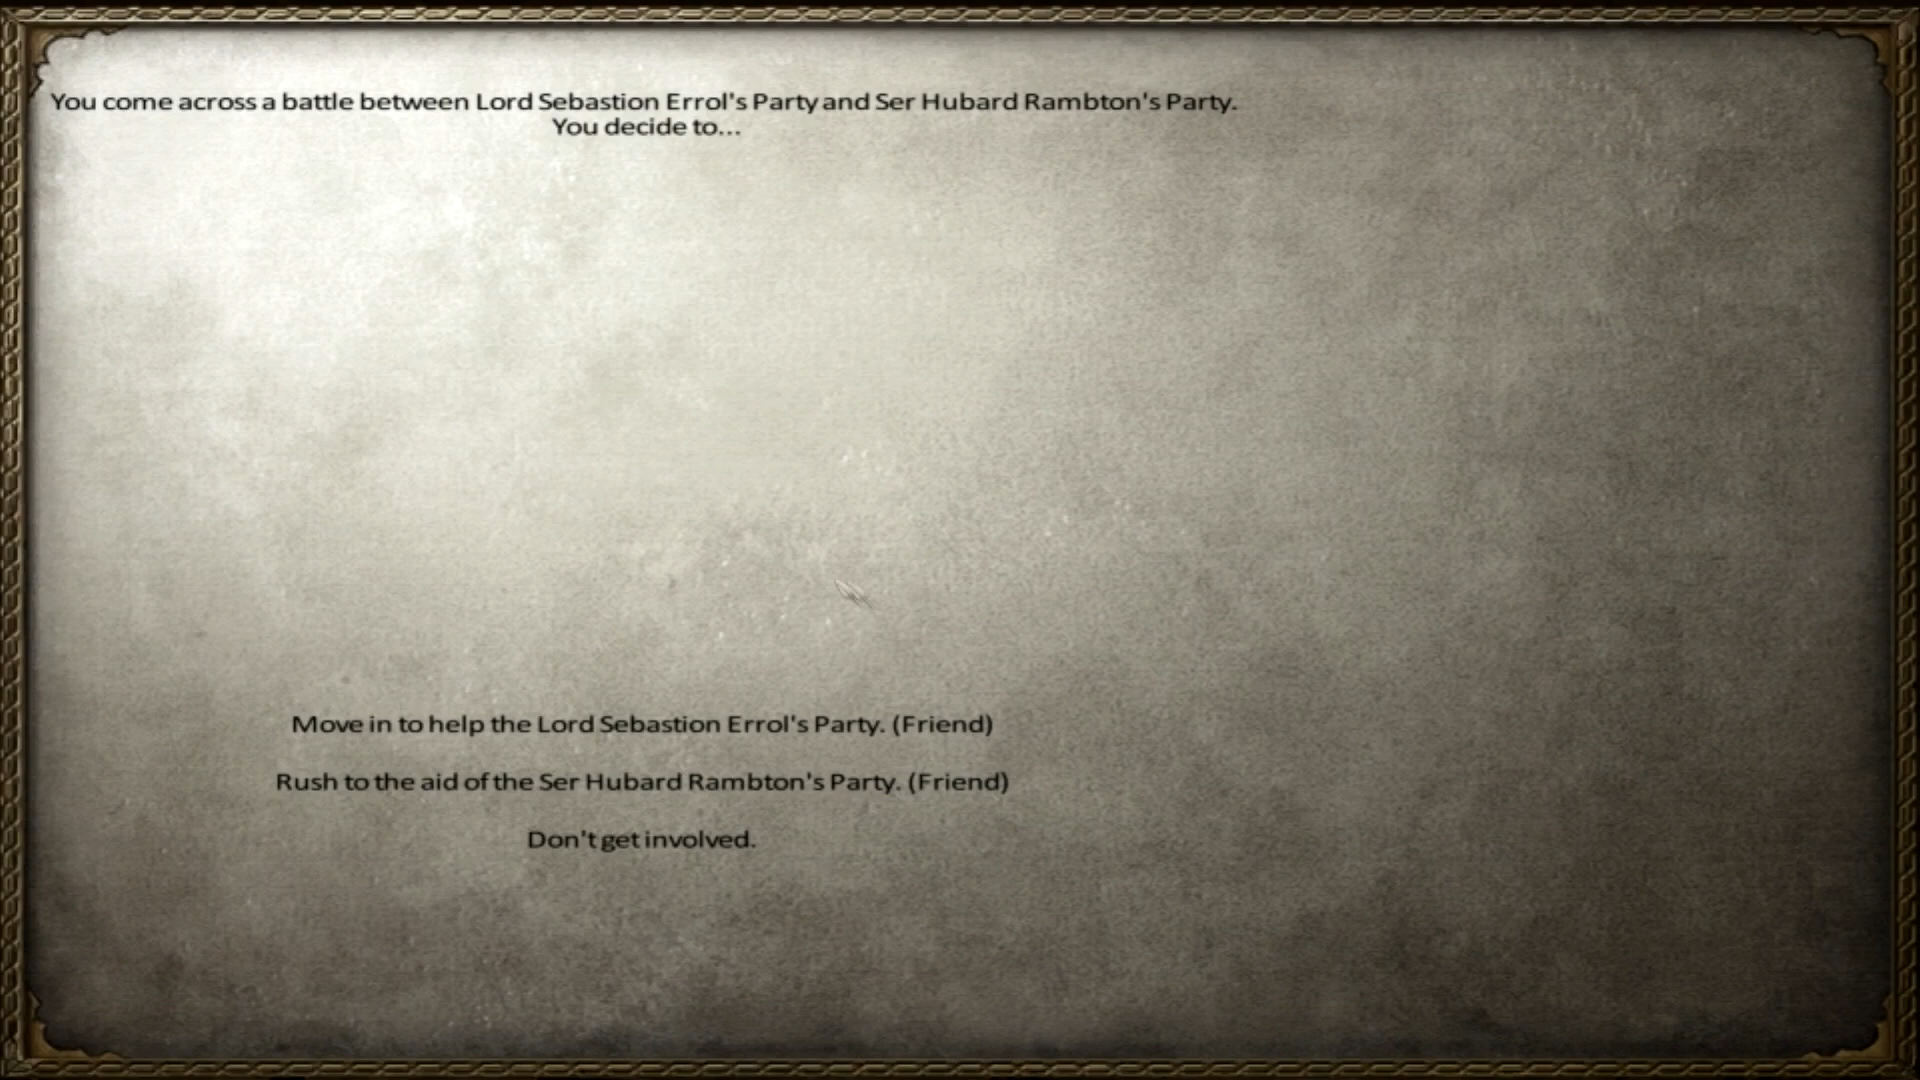 You come across a battle between Lord Sebastion Errol's Party and Ser Hubard Rambton's Party.
You decide to...
Move in to help the Lord Sebastion Errol's Party. (Friend)
Rush to the aid of the Ser Hubard Rambton's Party. (Friend)
Don't get involved.